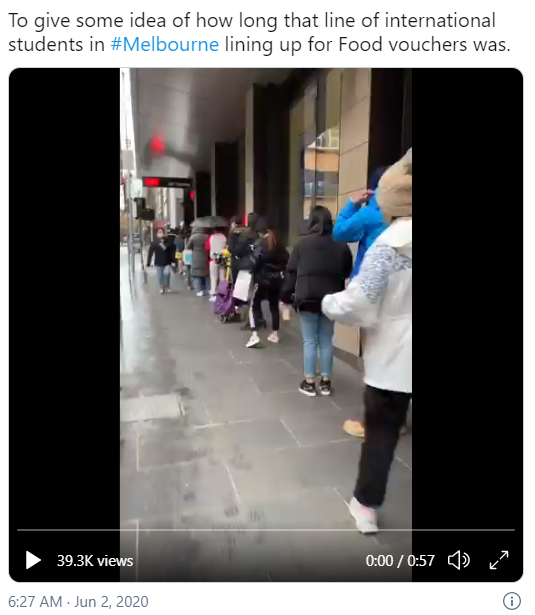 To give some idea of how long that line of international
students in #Melbourne lining up for Food vouchers was.
39.3K views
0:00 / 0:57
6:27 AM · Jun 2, 2020